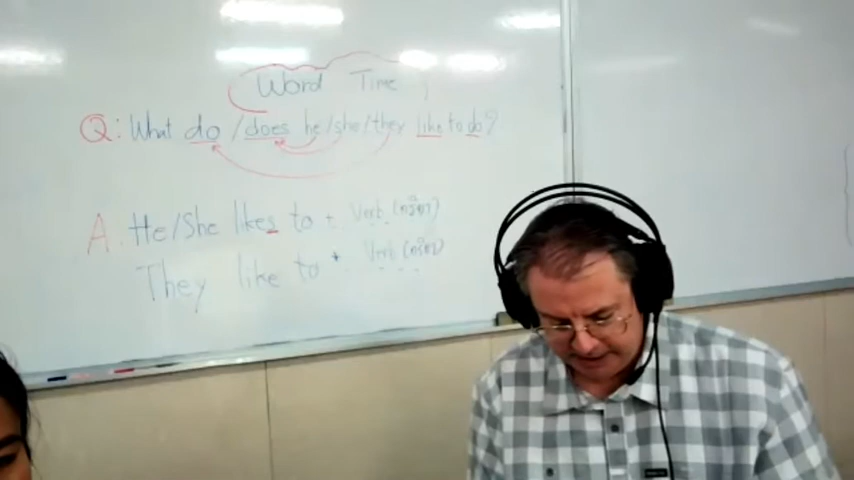 Word Time
Q: What do / does he/she/they like to do?
A: He/She likes to + Verb (กริยา)
They like to + Verb (กริยา)